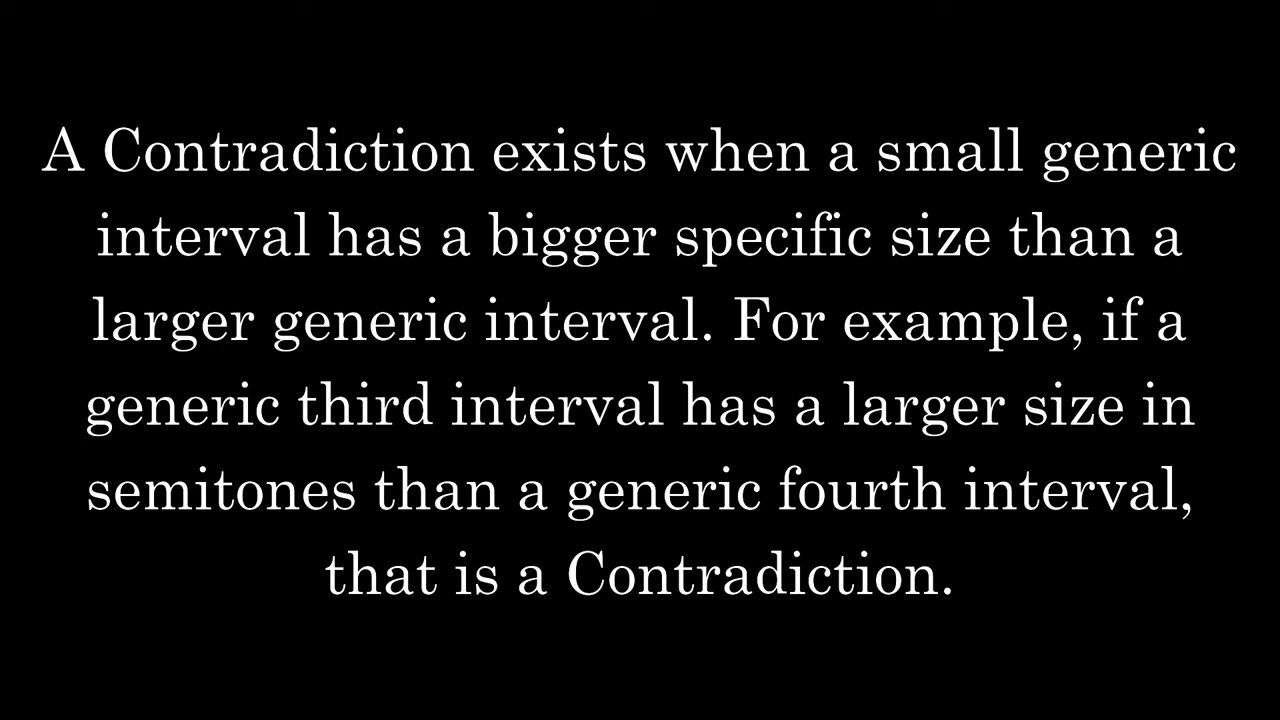 A Contradiction exists when a small generic
interval has a bigger specific size than a
larger generic interval. For example, if a
generic third interval has a larger size in
semitones than a generic fourth interval,
that is a Contradiction.